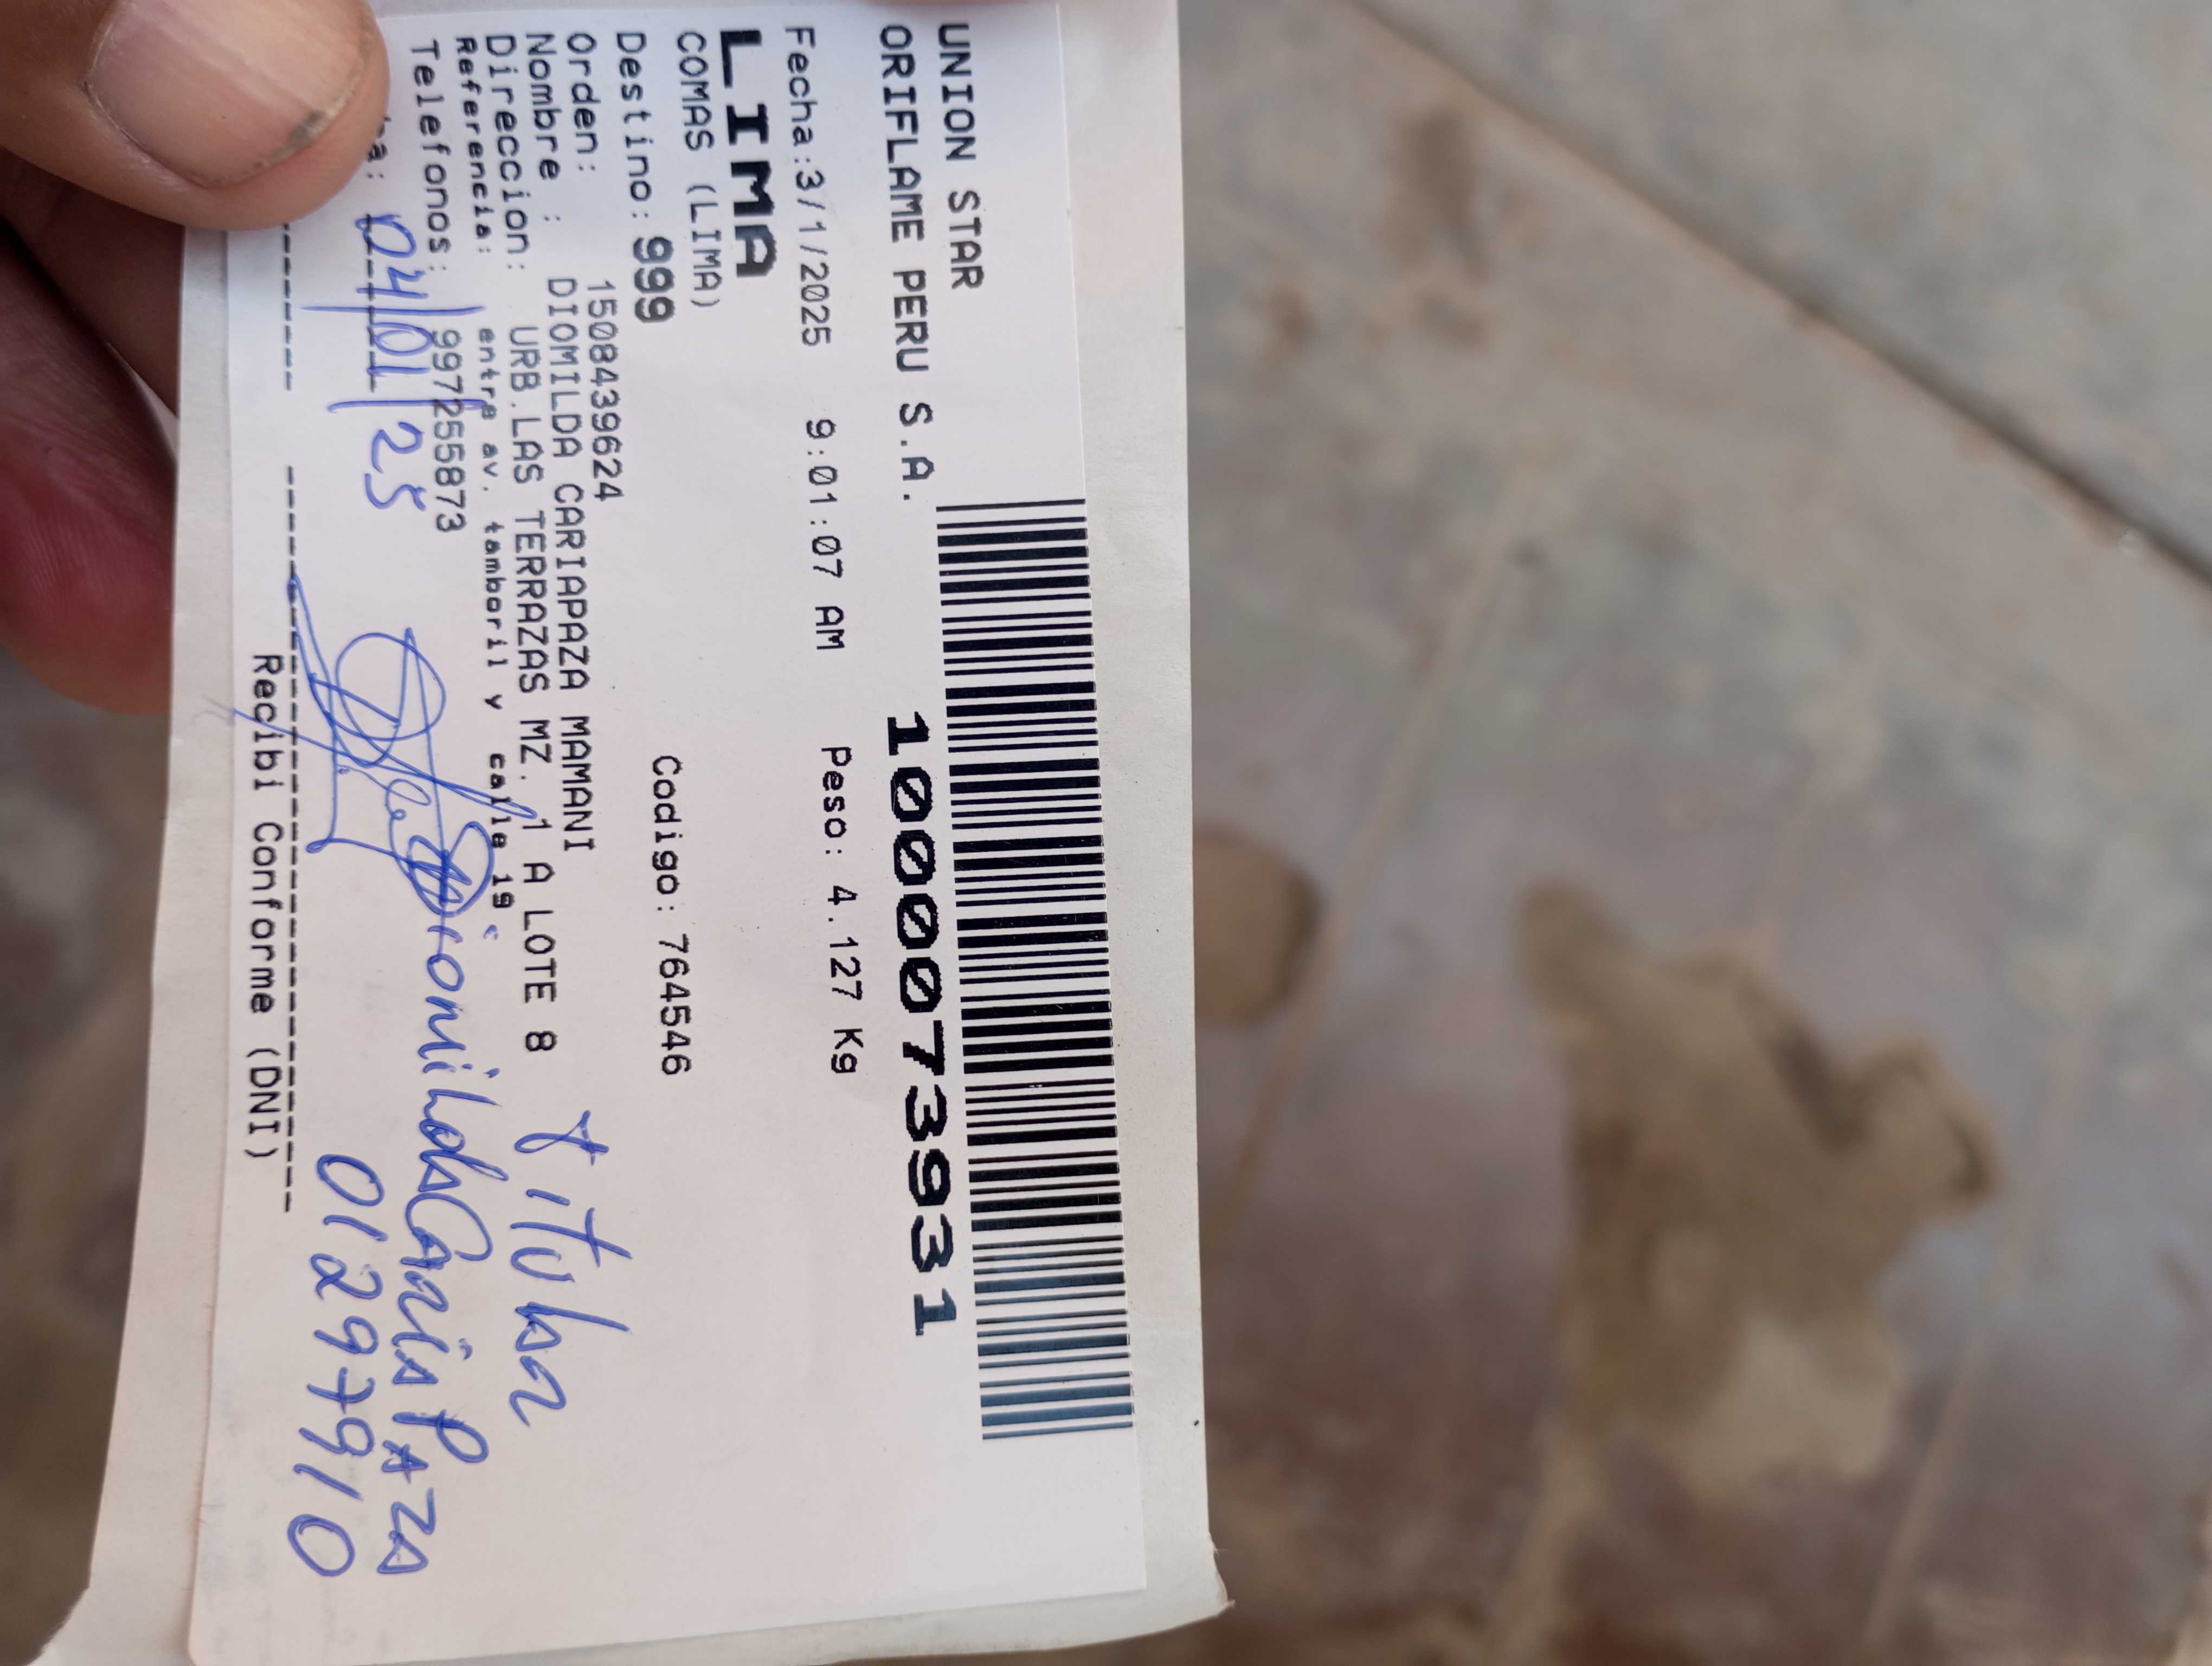 UNION STAR
ORIFLAME PERU S.A.
10000739931
Fecha:3/1/2025 9:01:07 AM Peso: 4.127 Kg
LIMA
COMAS (LIMA)
Destino: 999 Codigo: 764546
Orden: 1508439624
Nombre : DIOMILDA CARIAPAZA MAMANI
Direccion: URB.LAS TERRAZAS MZ. 1 A LOTE 8
Referencia: entre av. tamboril y calle 19
Telefonos: 997255873
titular
04/01/25
Diomilda Caria Paza
01297910
Recibi Conforme (DNI)